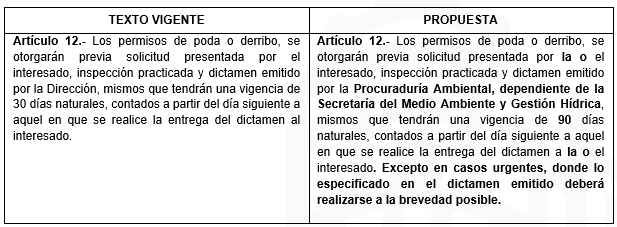 TEXTO VIGENTE
Artículo 12.- Los permisos de poda o derribo, se
otorgarán previa solicitud presentada por el
interesado, inspección practicada y dictamen emitido
por la Dirección, mismos que tendrán una vigencia de
30 días naturales, contados a partir del día siguiente a
aquel en que se realice la entrega del dictamen al
interesado.
PROPUESTA
Artículo 12.- Los permisos de poda o derribo, se
otorgarán previa solicitud presentada por la o el
interesado, inspección practicada y dictamen emitido
por la Procuraduría Ambiental, dependiente de la
Secretaría del Medio Ambiente y Gestión Hídrica,
mismos que tendrán una vigencia de 90 días
naturales, contados a partir del día siguiente a aquel
en que se realice la entrega del dictamen a la o el
interesado. Excepto en casos urgentes, donde lo
especificado en el dictamen emitido deberá
realizarse a la brevedad posible.